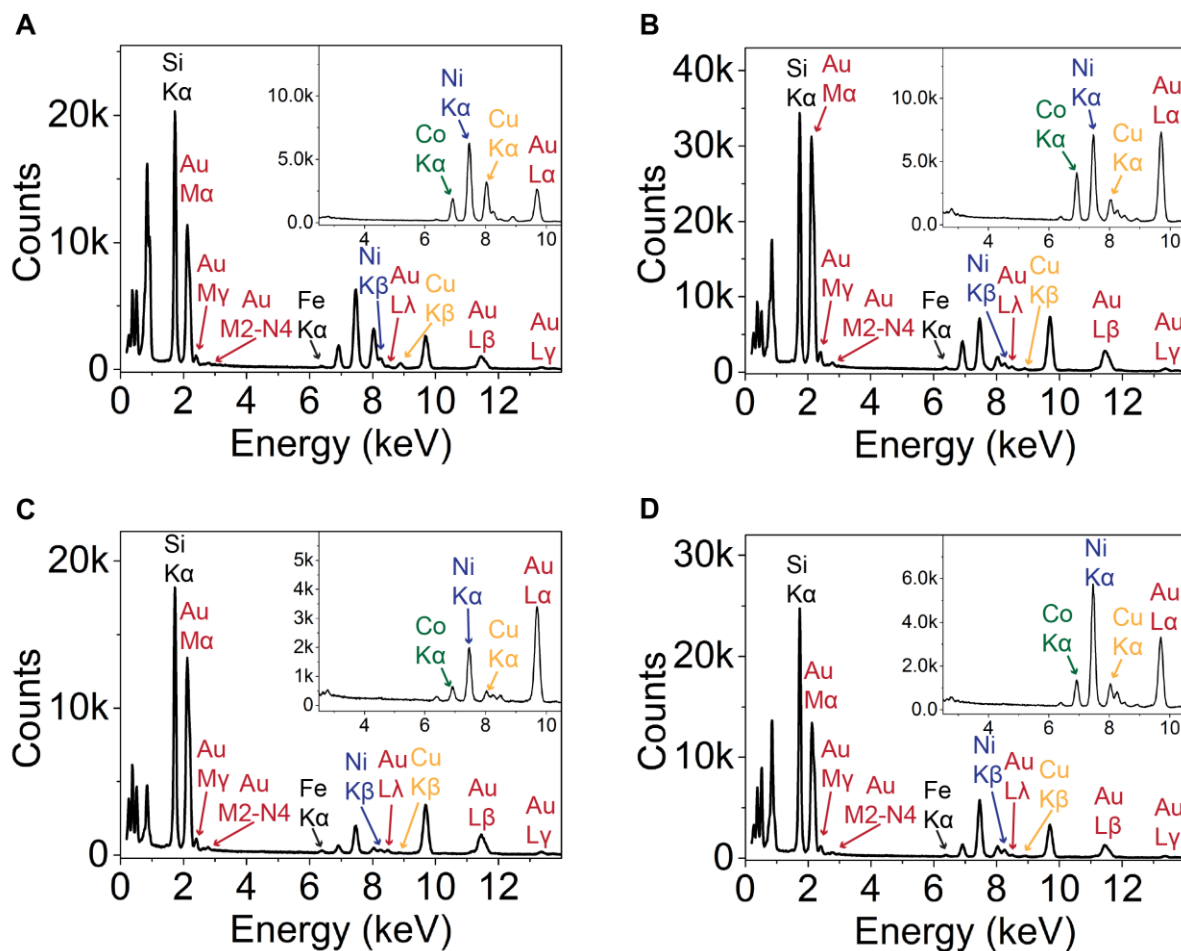 A
Counts
20k
10k
0
0 2 4 6 8 10 12
Energy (keV)
Si
Kα
Au
Mα
Au
Mγ
Au
M2-N4
Fe
Kα
Ni
Kβ
Au
Lλ
Cu
Kβ
Au
Lβ
Au
Lγ
10.0k
5.0k
0.0
4 6 8 10
Co
Kα
Ni
Kα
Cu
Kα
Au
Lα
B
Counts
40k
30k
20k
10k
0
0 2 4 6 8 10 12
Energy (keV)
Si
Kα
Au
Mα
Au
Mγ
Au
M2-N4
Fe
Kα
Ni
Kβ
Au
Lλ
Cu
Kβ
Au
Lβ
Au
Lγ
10.0k
5.0k
0.0
4 6 8 10
Co
Kα
Ni
Kα
Cu
Kα
Au
Lα
C
Counts
20k
10k
0
0 2 4 6 8 10 12
Energy (keV)
Si
Kα
Au
Mα
Au
Mγ
Au
M2-N4
Fe
Kα
Ni
Kβ
Au
Lλ
Cu
Kβ
Au
Lβ
Au
Lγ
5k
4k
3k
2k
1k
0
4 6 8 10
Co
Kα
Ni
Kα
Cu
Kα
Au
Lα
D
Counts
30k
20k
10k
0
0 2 4 6 8 10 12
Energy (keV)
Si
Kα
Au
Mα
Au
Mγ
Au
M2-N4
Fe
Kα
Ni
Kβ
Au
Lλ
Cu
Kβ
Au
Lβ
Au
Lγ
6.0k
4.0k
2.0k
0.0
4 6 8 10
Co
Kα
Ni
Kα
Cu
Kα
Au
Lα